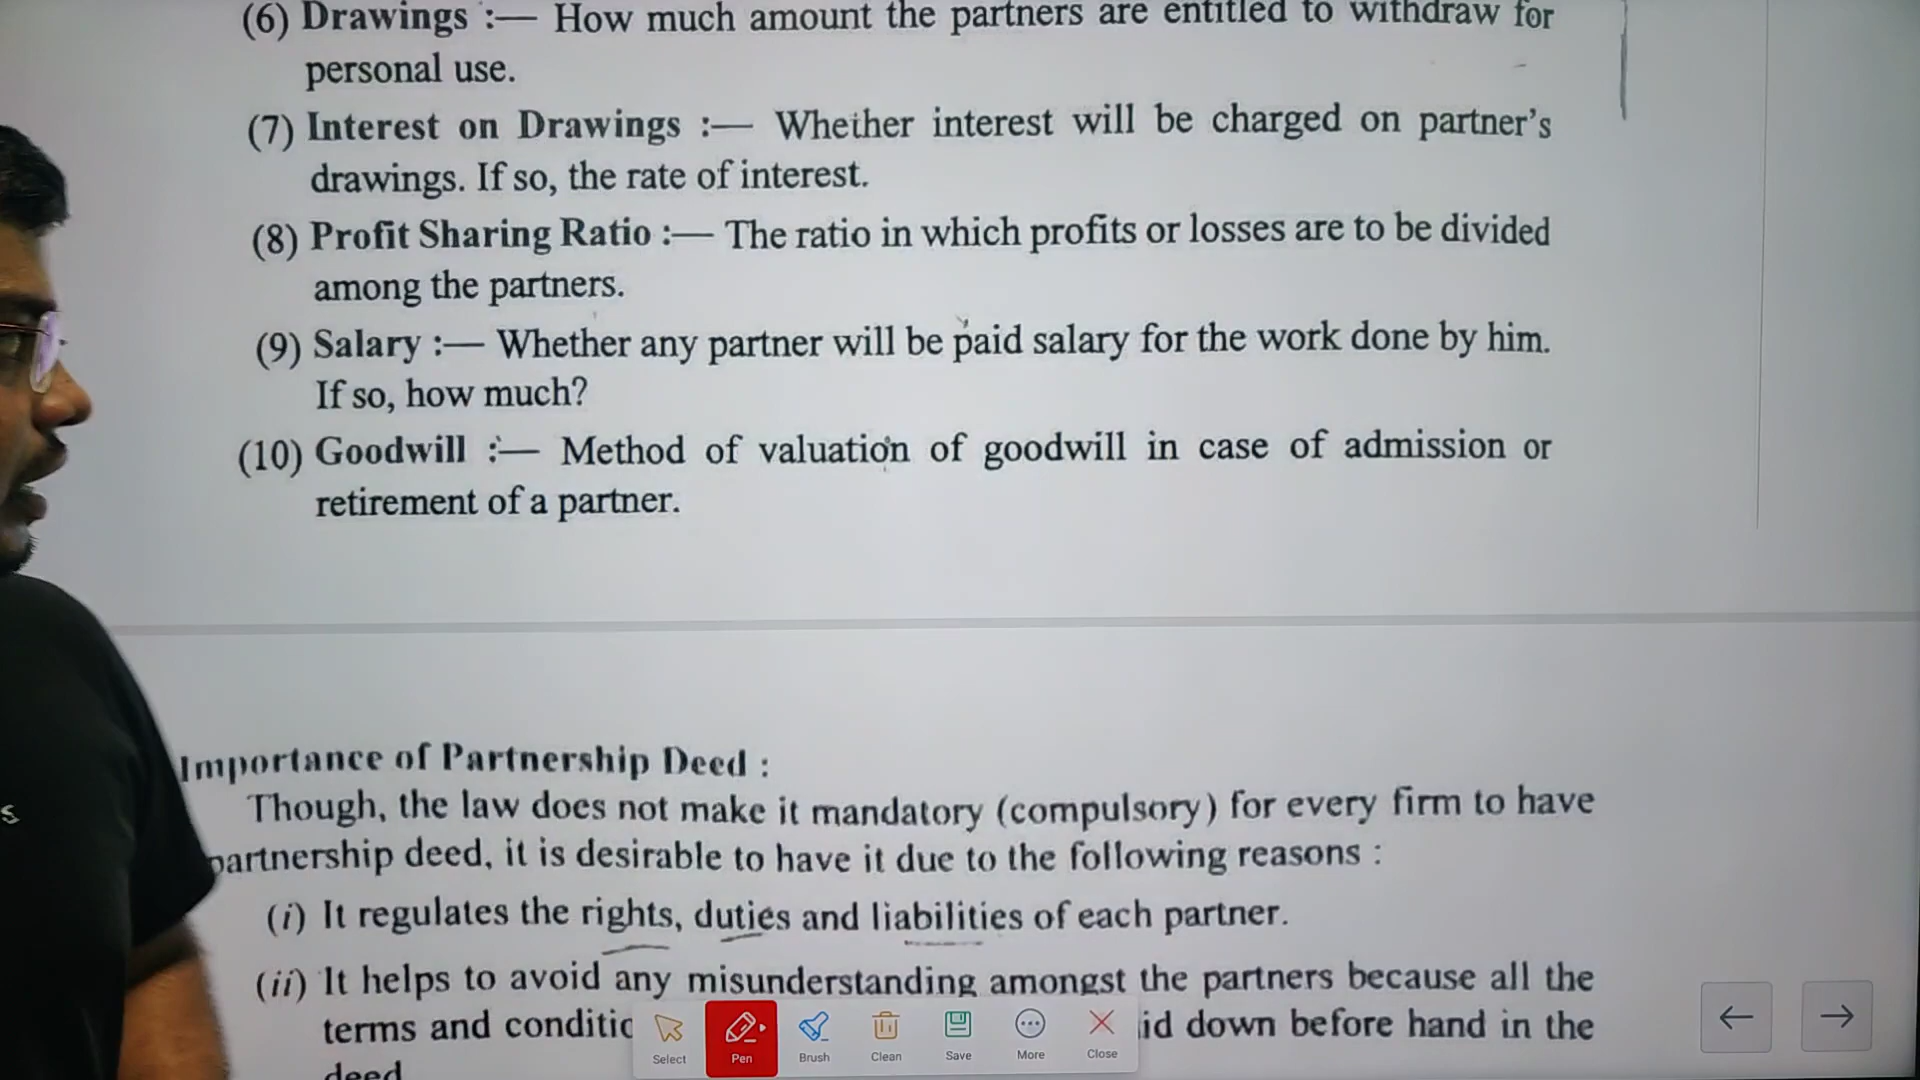 (6) Drawings :— How much amount the partners are entitled to withdraw for
personal use.
(7) Interest on Drawings :— Whether interest will be charged on partner's
drawings. If so, the rate of interest.
(8) Profit Sharing Ratio :— The ratio in which profits or losses are to be divided
among the partners.
(9) Salary :— Whether any partner will be paid salary for the work done by him.
If so, how much?
(10) Goodwill :— Method of valuation of goodwill in case of admission or
retirement of a partner.
Importance of Partnership Deed :
Though, the law does not make it mandatory (compulsory) for every firm to have
partnership deed, it is desirable to have it due to the following reasons :
(i) It regulates the rights, duties and liabilities of each partner.
(ii) It helps to avoid any misunderstanding amongst the partners because all the
terms and conditio id down before hand in the
deed
Select Pen Brush Clean Save More Close
s